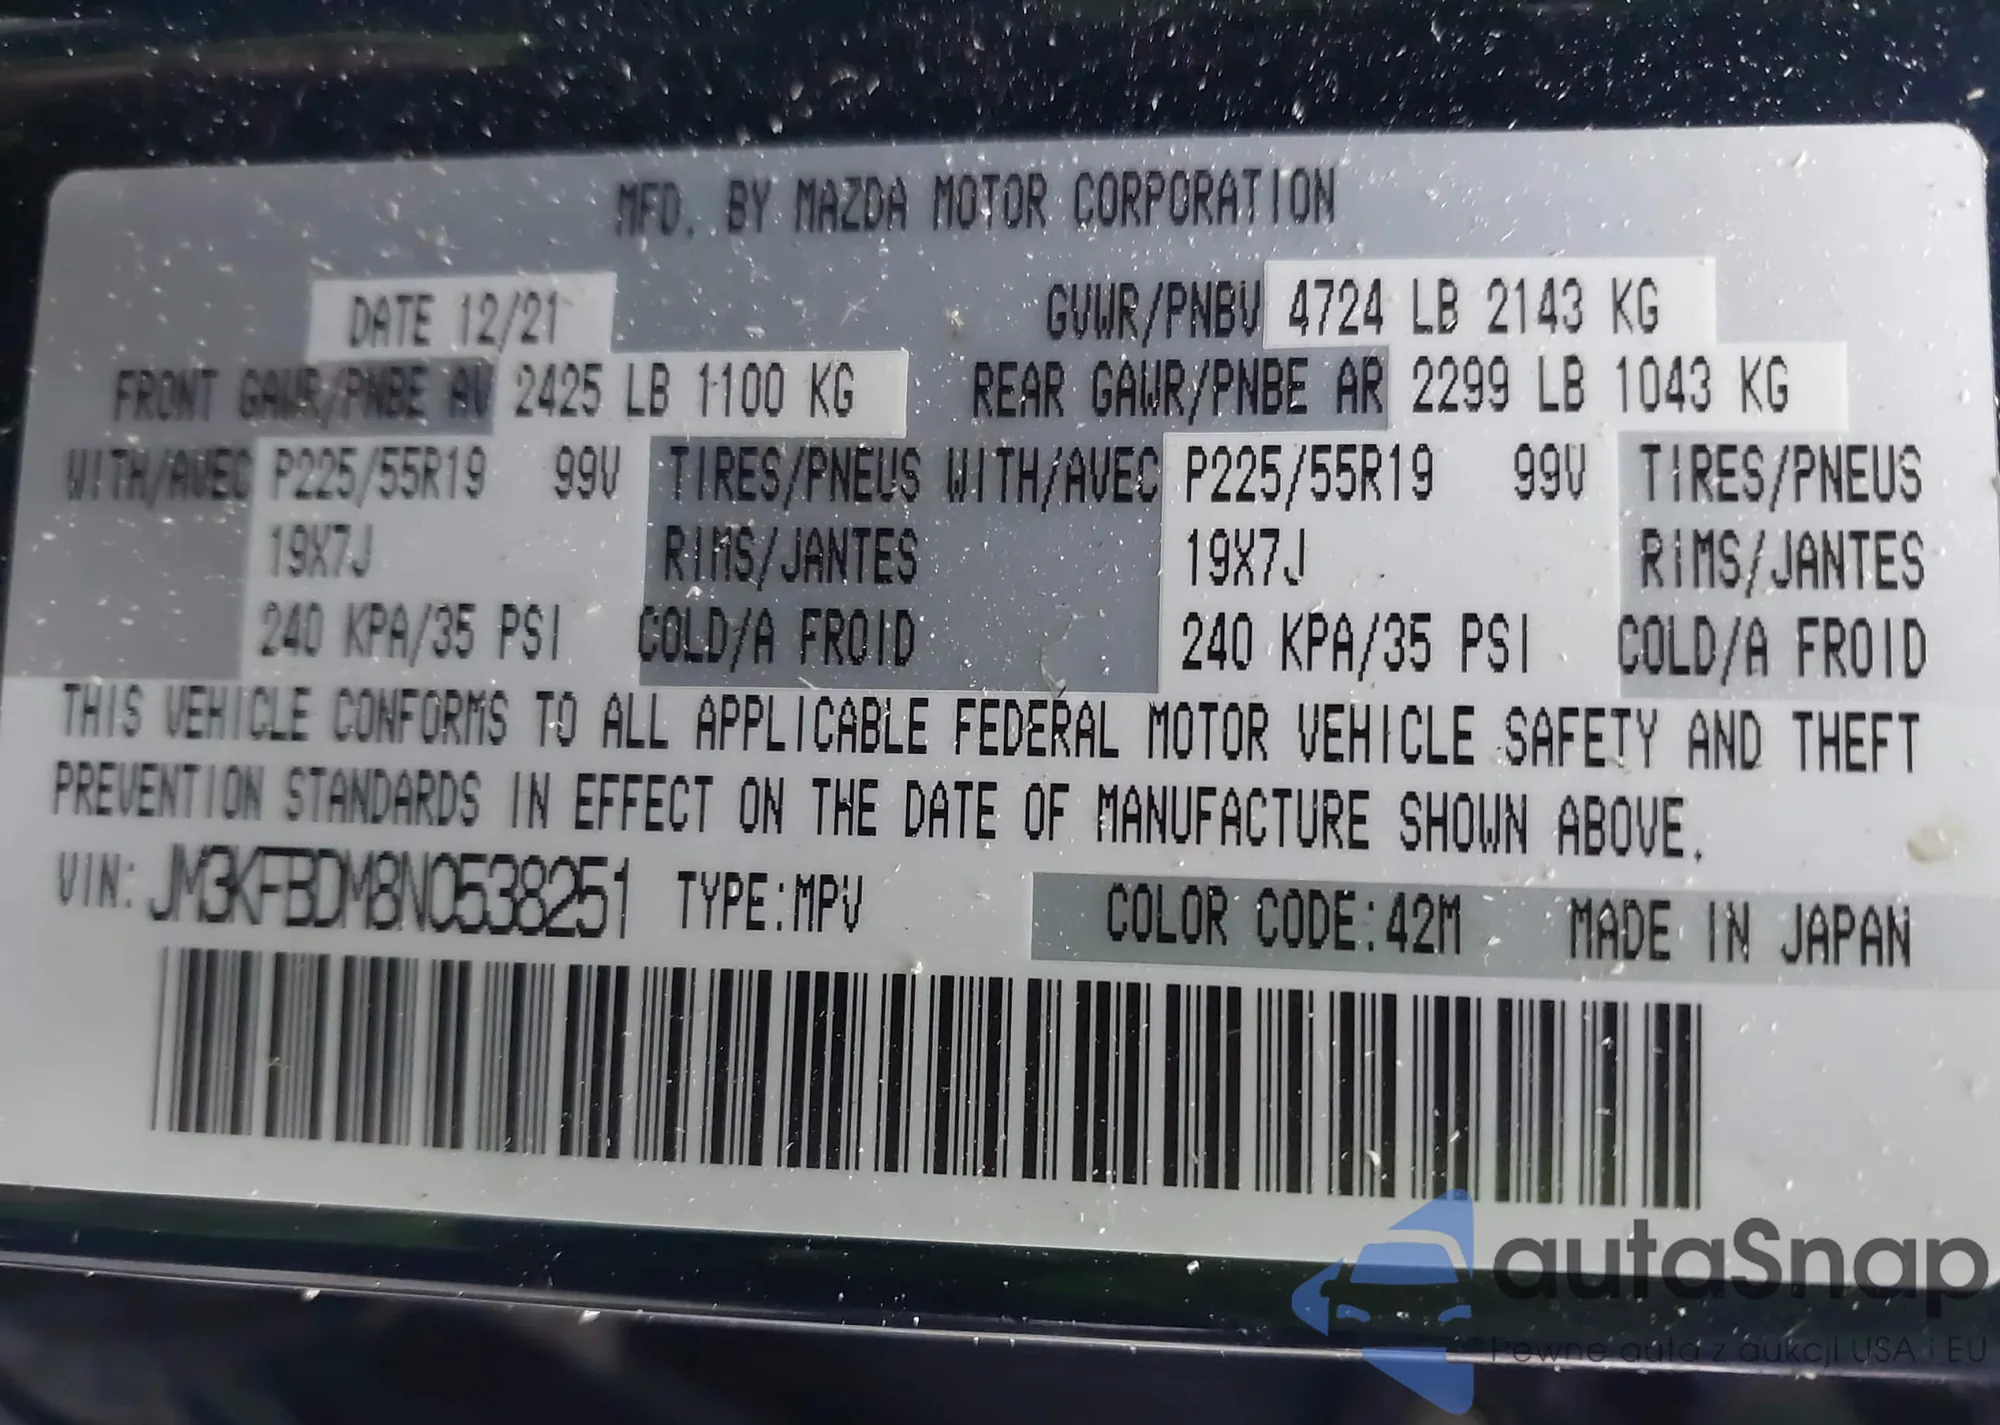 MFD. BY MAZDA MOTOR CORPORATION
DATE 12/21 GVWR/PNBV 4724 LB 2143 KG
FRONT GAWR/PNBE AV 2425 LB 1100 KG REAR GAWR/PNBE AR 2299 LB 1043 KG
WITH/AVEC P225/55R19 99V TIRES/PNEUS WITH/AVEC P225/55R19 99V TIRES/PNEUS
19X7J RIMS/JANTES 19X7J RIMS/JANTES
240 KPA/35 PSI COLD/A FROID 240 KPA/35 PSI COLD/A FROID
THIS VEHICLE CONFORMS TO ALL APPLICABLE FEDERAL MOTOR VEHICLE SAFETY AND THEFT
PREVENTION STANDARDS IN EFFECT ON THE DATE OF MANUFACTURE SHOWN ABOVE.
VIN: JM3KFBDM8N0538251 TYPE:MPV COLOR CODE:42M MADE IN JAPAN
autaSnap
Pewne auta z aukcji USA i EU